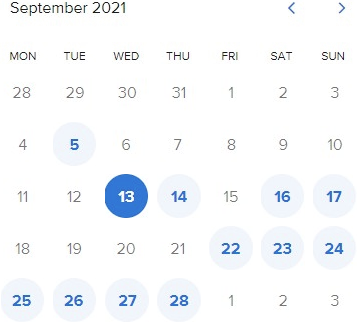 September 2021
MON TUE WED THU FRI SAT SUN
28 29 30 31 1 2 3
4 5 6 7 8 9 10
11 12 13 14 15 16 17
18 19 20 21 22 23 24
25 26 27 28 1 2 3